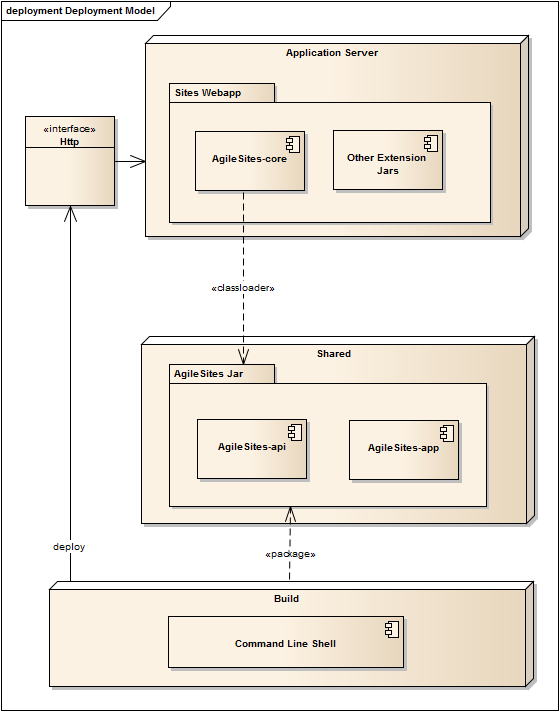 deployment Deployment Model
Application Server
Sites Webapp
«interface»
Http
AgileSites-core
Other Extension
Jars
«classloader»
Shared
AgileSites Jar
AgileSites-api
AgileSites-app
deploy
«package»
Build
Command Line Shell